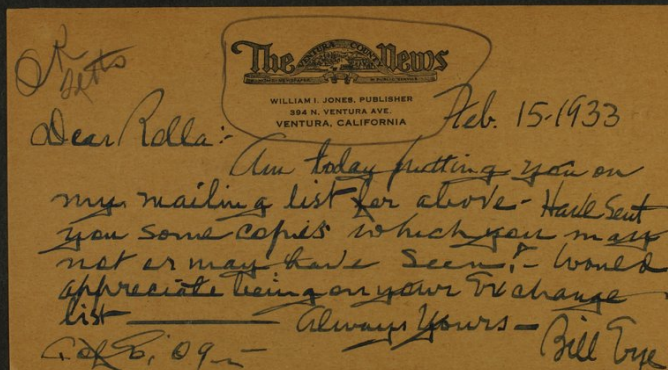 OK
The VENTURA COUNTY News
WILLIAM I. JONES, PUBLISHER
394 N. VENTURA AVE.
VENTURA, CALIFORNIA
Feb. 15-1933
Dear Rolla:-
Am today putting you on
my mailing list for above - Have Sent
you some copies which you may
not or may have seen? - Would
appreciate being on your Exchange
list ——— Always Yours -
Bill